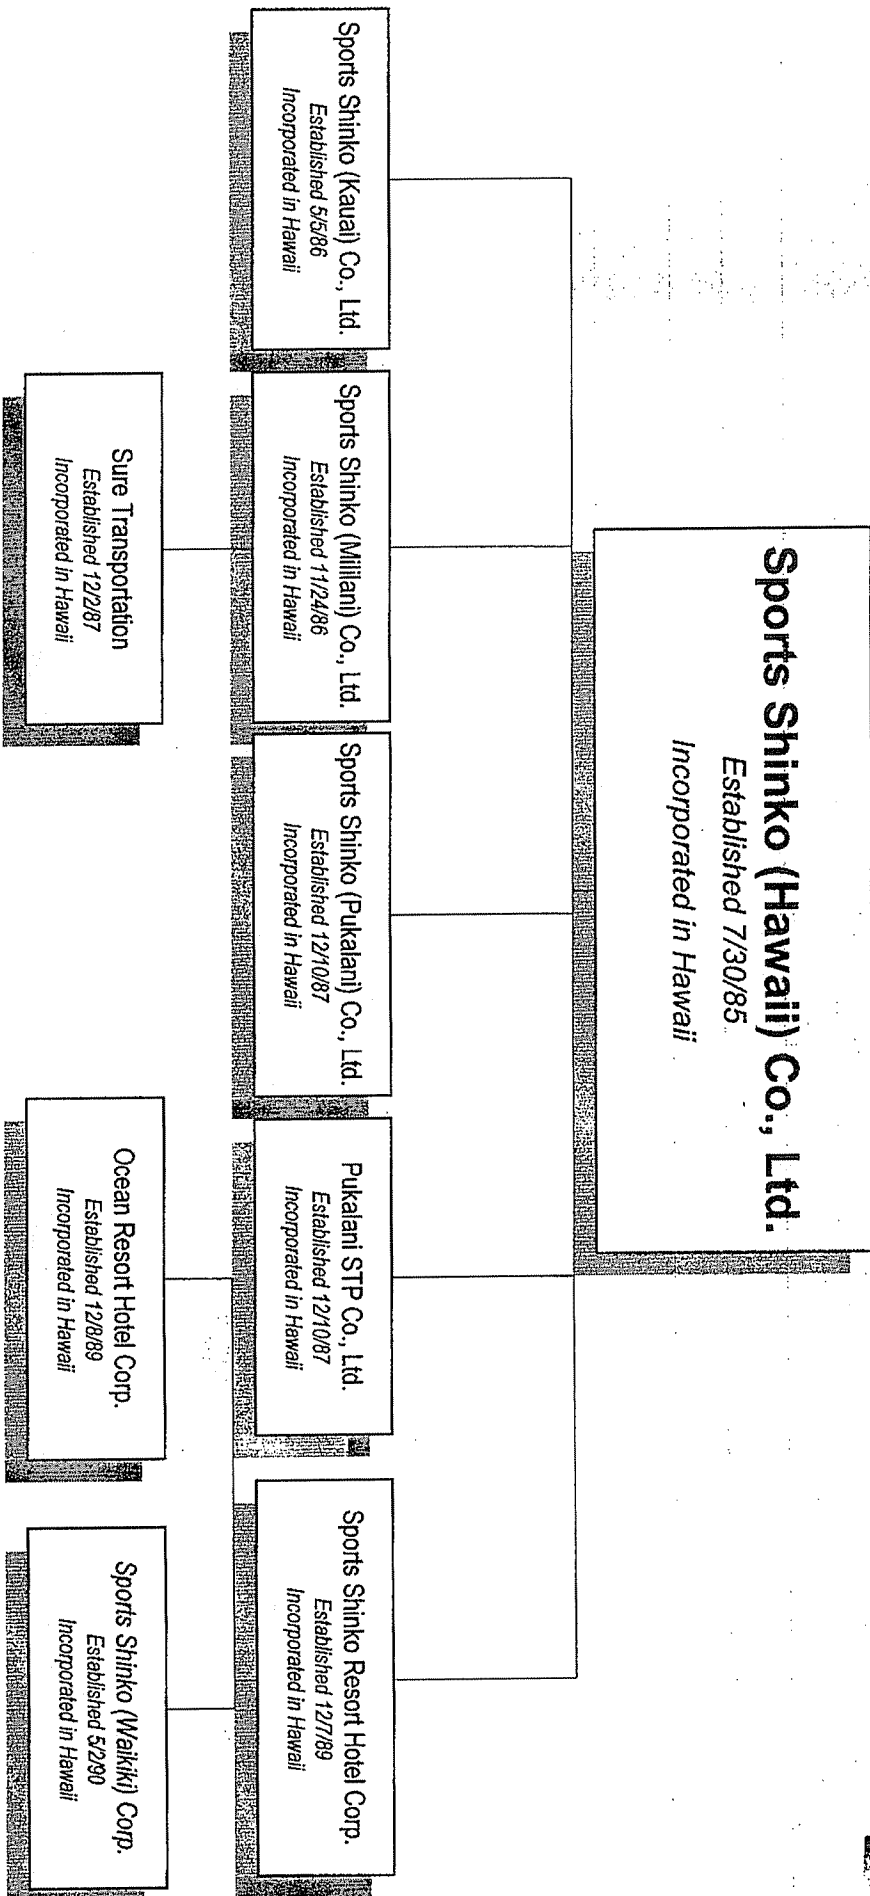 Sports Shinko (Hawaii) Co., Ltd.
Established 7/30/85
Incorporated in Hawaii
Sports Shinko (Kauai) Co., Ltd.
Established 5/5/86
Incorporated in Hawaii
Sports Shinko (Mililani) Co., Ltd.
Established 11/24/86
Incorporated in Hawaii
Sports Shinko (Pukalani) Co., Ltd.
Established 12/10/87
Incorporated in Hawaii
Pukalani STP Co., Ltd.
Established 12/10/87
Incorporated in Hawaii
Sports Shinko Resort Hotel Corp.
Established 12/7/89
Incorporated in Hawaii
Sure Transportation
Established 12/2/87
Incorporated in Hawaii
Ocean Resort Hotel Corp.
Established 12/8/89
Incorporated in Hawaii
Sports Shinko (Waikiki) Corp.
Established 5/2/90
Incorporated in Hawaii